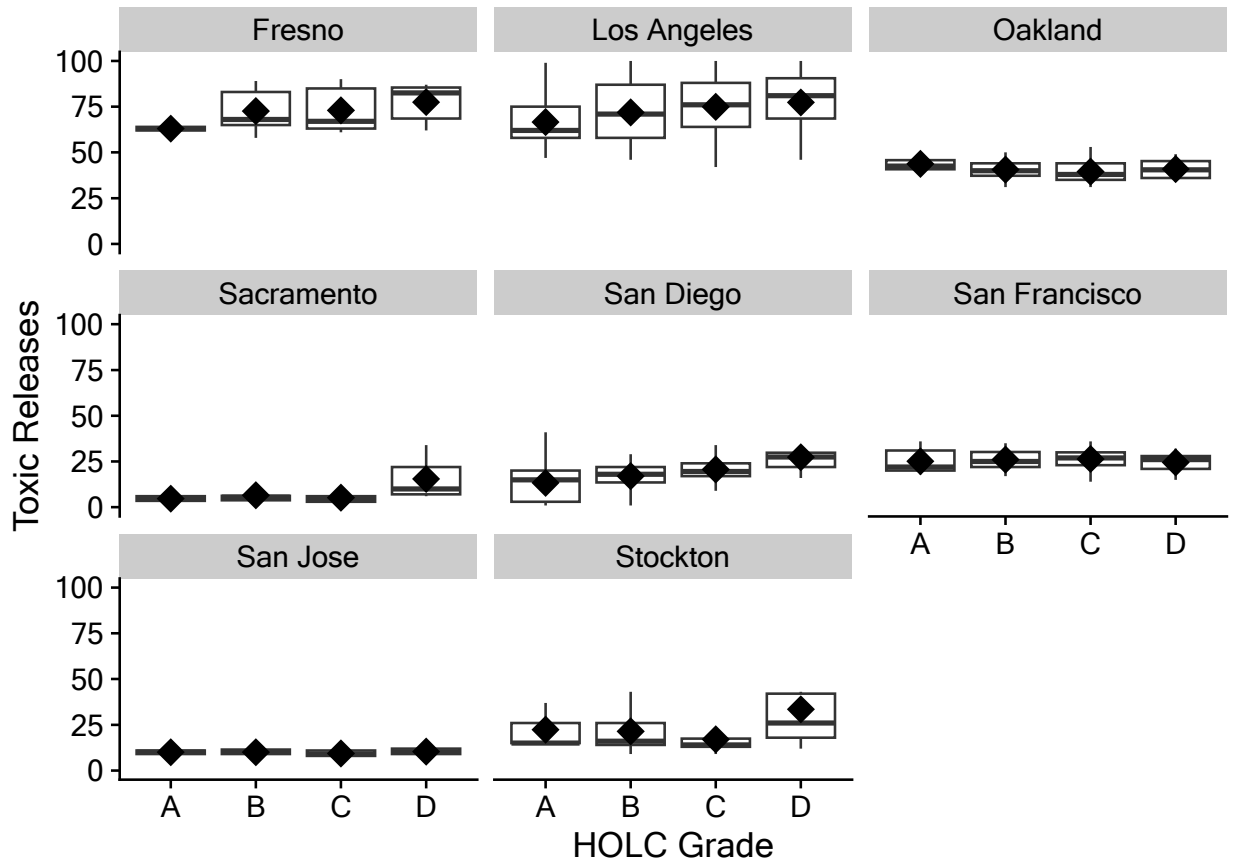 Fresno
Los Angeles
Oakland
100
75
50
25
0
Sacramento
San Diego
San Francisco
Toxic Releases
100
75
50
25
0
A B C D
San Jose
Stockton
100
75
50
25
0
A B C D
A B C D
HOLC Grade